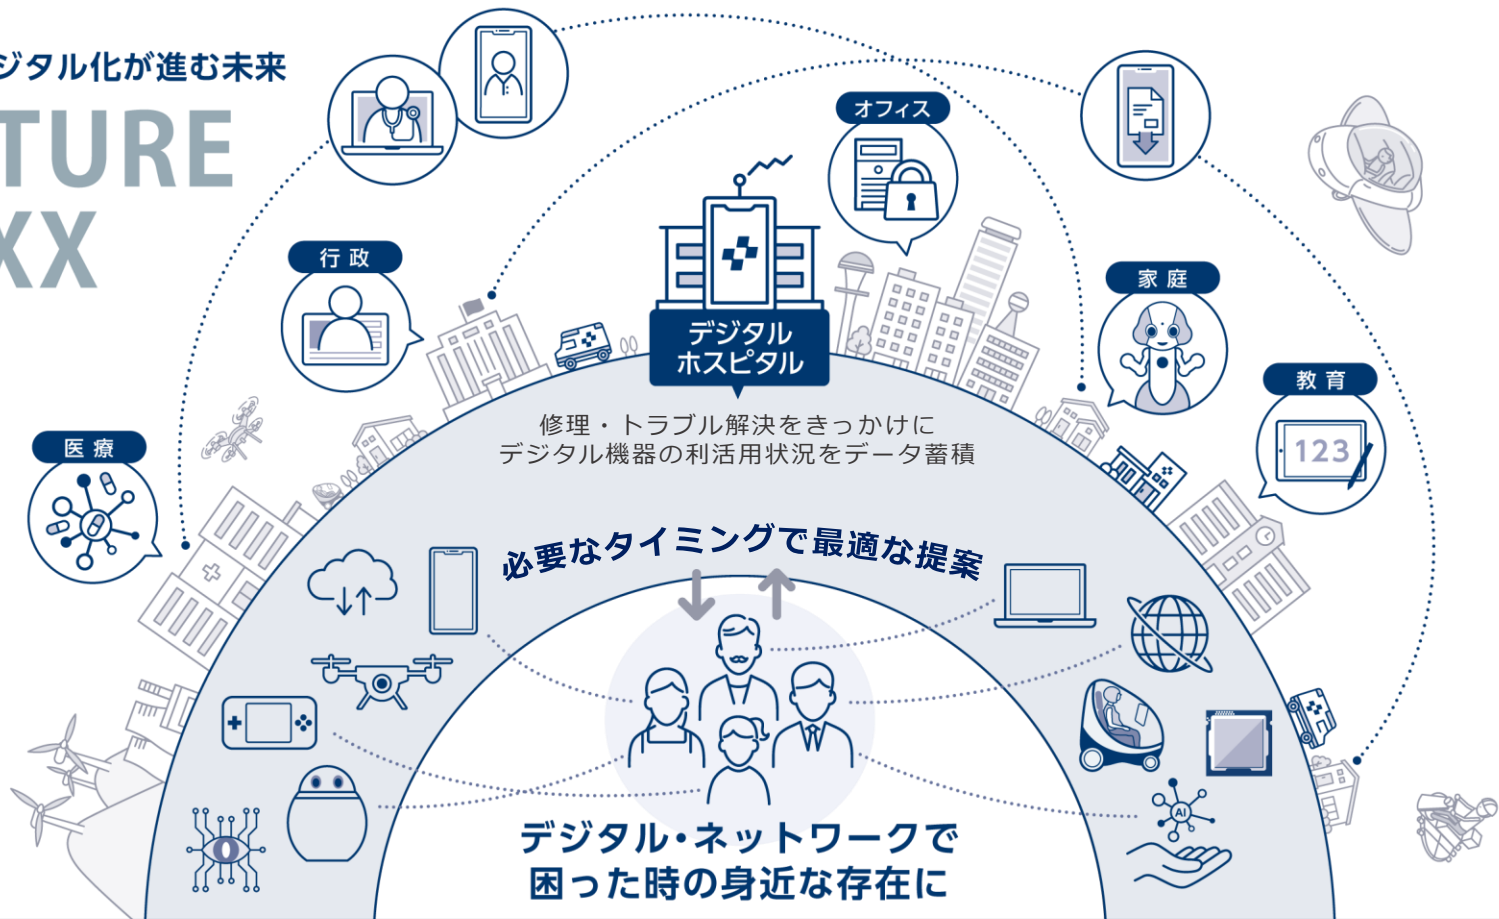 ジタル化が進む未来
TURE
XX
オフィス
行政
家庭
デジタル
ホスピタル
教育
123
修理・トラブル解決をきっかけに
デジタル機器の利活用状況をデータ蓄積
医療
必要なタイミングで最適な提案
AI
デジタル・ネットワークで
困った時の身近な存在に